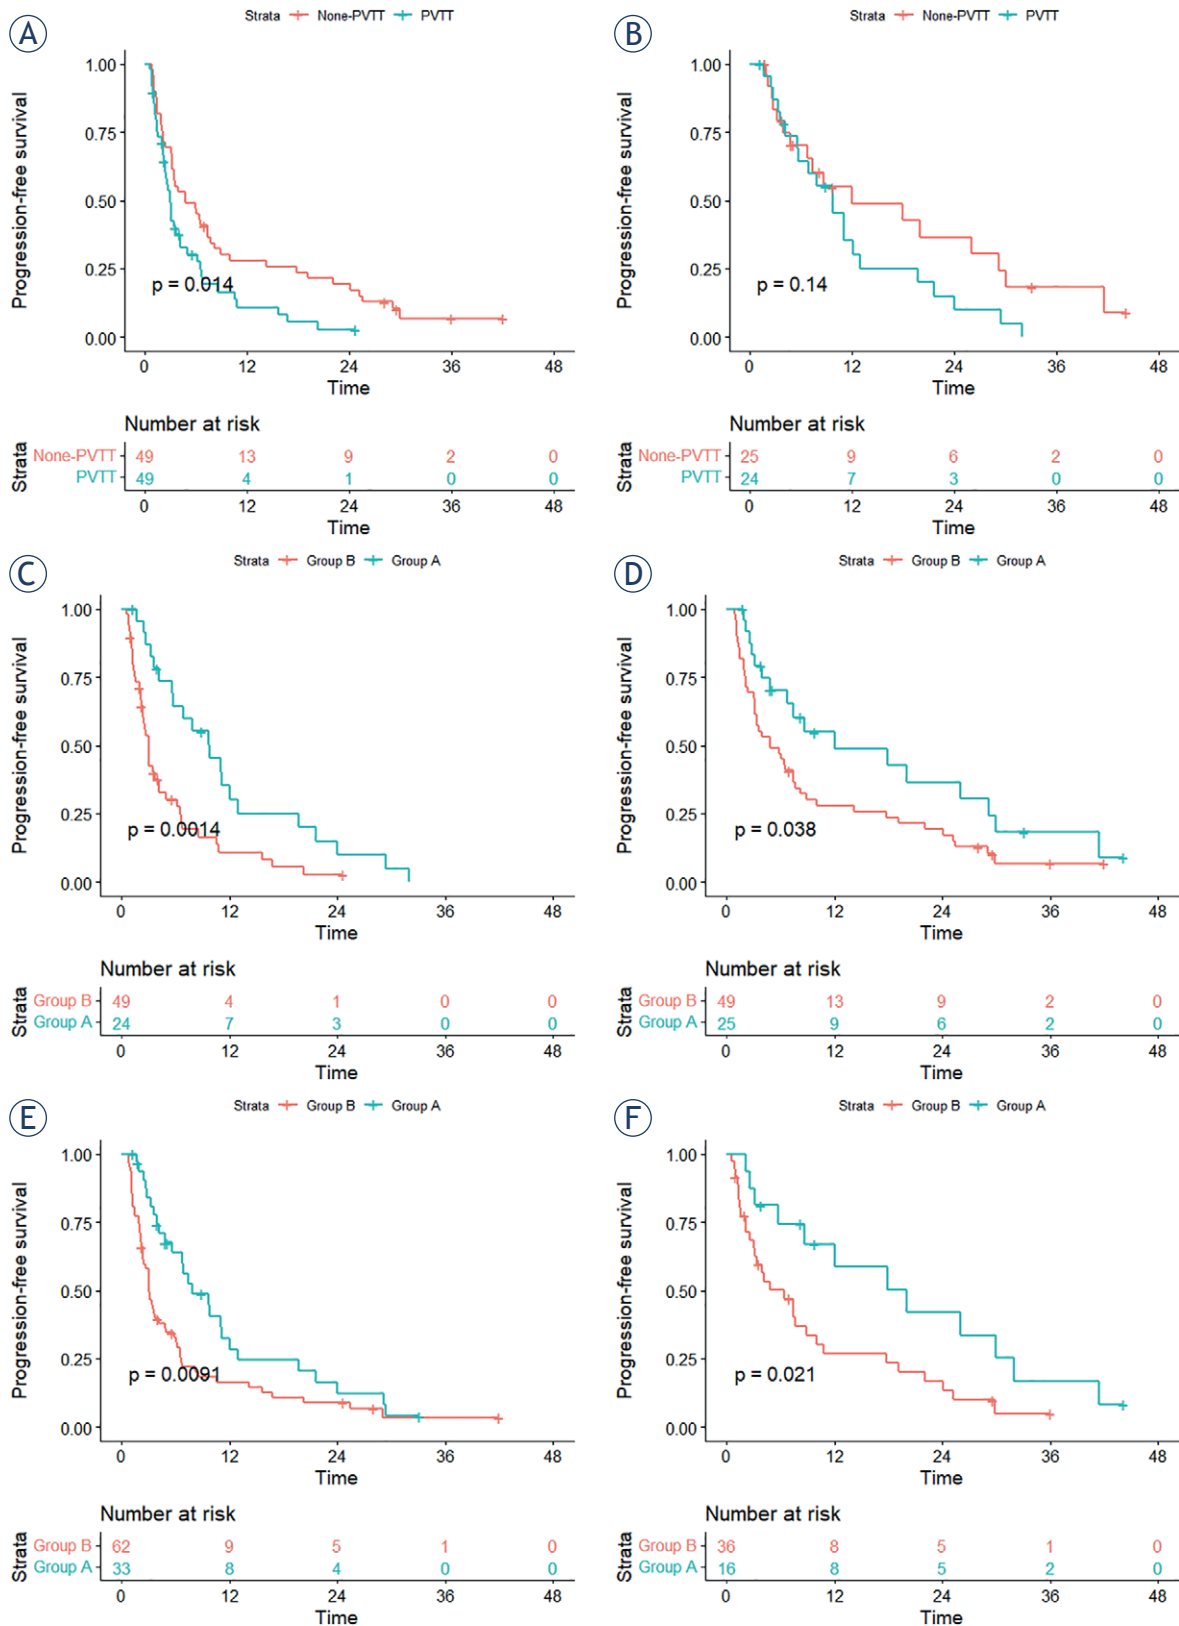 A
Strata None-PVTT PVTT
Progression-free survival
1.00
0.75
0.50
0.25
0.00
p = 0.014
0 12 24 36 48
Time
Number at risk
Strata
None-PVTT 49 13 9 2 0
PVTT 49 4 1 0 0
0 12 24 36 48
Time
B
Strata None-PVTT PVTT
Progression-free survival
1.00
0.75
0.50
0.25
0.00
p = 0.14
0 12 24 36 48
Time
Number at risk
Strata
None-PVTT 25 9 6 2 0
PVTT 24 7 3 0 0
0 12 24 36 48
Time
C
Strata Group B Group A
Progression-free survival
1.00
0.75
0.50
0.25
0.00
p = 0.0014
0 12 24 36 48
Time
Number at risk
Strata
Group B 49 4 1 0 0
Group A 24 7 3 0 0
0 12 24 36 48
Time
D
Strata Group B Group A
Progression-free survival
1.00
0.75
0.50
0.25
0.00
p = 0.038
0 12 24 36 48
Time
Number at risk
Strata
Group B 49 13 9 2 0
Group A 25 9 6 2 0
0 12 24 36 48
Time
E
Strata Group B Group A
Progression-free survival
1.00
0.75
0.50
0.25
0.00
p = 0.0091
0 12 24 36 48
Time
Number at risk
Strata
Group B 62 9 5 1 0
Group A 33 8 4 0 0
0 12 24 36 48
Time
F
Strata Group B Group A
Progression-free survival
1.00
0.75
0.50
0.25
0.00
p = 0.021
0 12 24 36 48
Time
Number at risk
Strata
Group B 36 8 5 1 0
Group A 16 8 5 2 0
0 12 24 36 48
Time